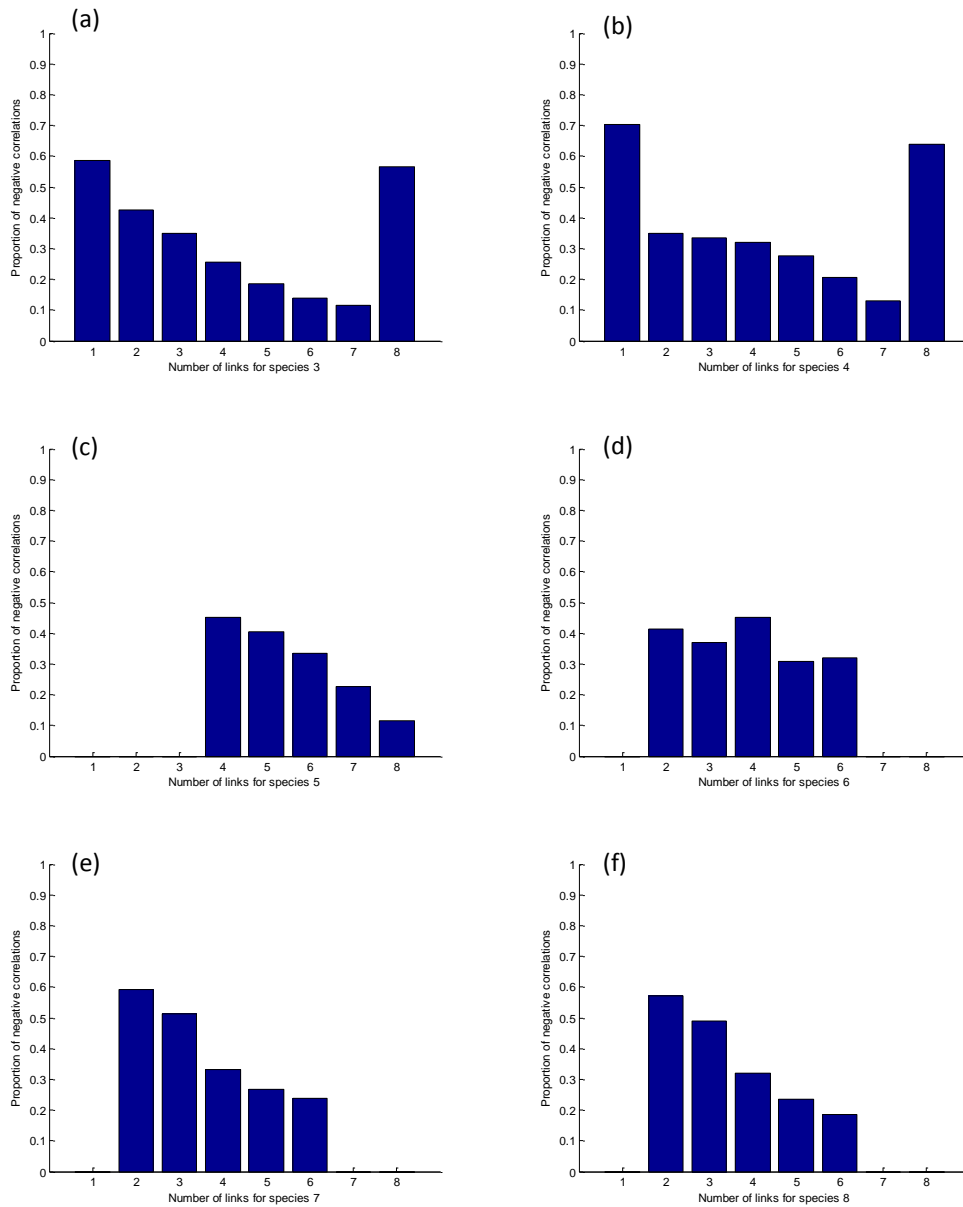 (a)
1
0.9
0.8
0.7
0.6
0.5
0.4
0.3
0.2
0.1
0
Proportion of negative correlations
1 2 3 4 5 6 7 8
Number of links for species 3
(b)
1
0.9
0.8
0.7
0.6
0.5
0.4
0.3
0.2
0.1
0
Proportion of negative correlations
1 2 3 4 5 6 7 8
Number of links for species 4
(c)
1
0.9
0.8
0.7
0.6
0.5
0.4
0.3
0.2
0.1
0
Proportion of negative correlations
1 2 3 4 5 6 7 8
Number of links for species 5
(d)
1
0.9
0.8
0.7
0.6
0.5
0.4
0.3
0.2
0.1
0
Proportion of negative correlations
1 2 3 4 5 6 7 8
Number of links for species 6
(e)
1
0.9
0.8
0.7
0.6
0.5
0.4
0.3
0.2
0.1
0
Proportion of negative correlations
1 2 3 4 5 6 7 8
Number of links for species 7
(f)
1
0.9
0.8
0.7
0.6
0.5
0.4
0.3
0.2
0.1
0
Proportion of negative correlations
1 2 3 4 5 6 7 8
Number of links for species 8